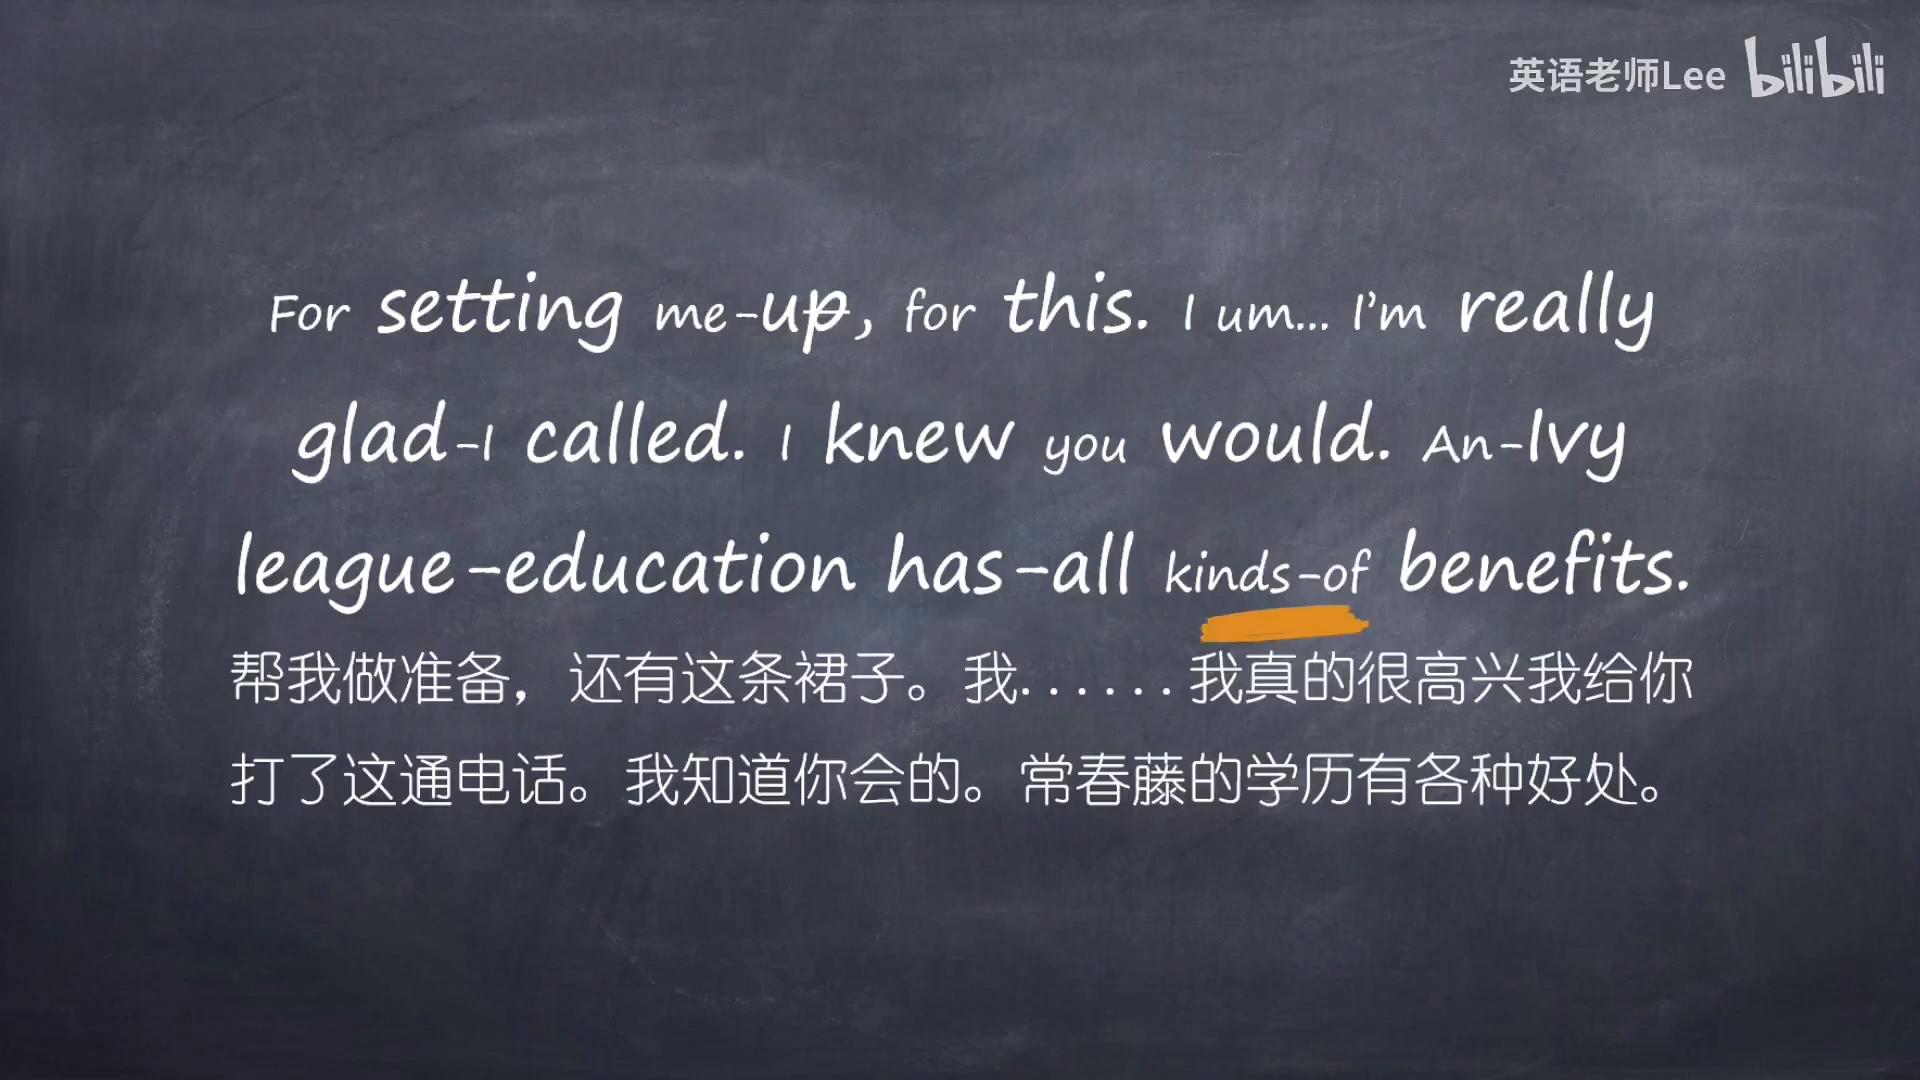 英语老师Lee bilibili
For setting me-up, for this. I um... I'm really
glad-I called. I knew you would. An-Ivy
league-education has-all kinds-of benefits.
帮我做准备，还有这条裙子。我......我真的很高兴我给你
打了这通电话。我知道你会的。常春藤的学历有各种好处。